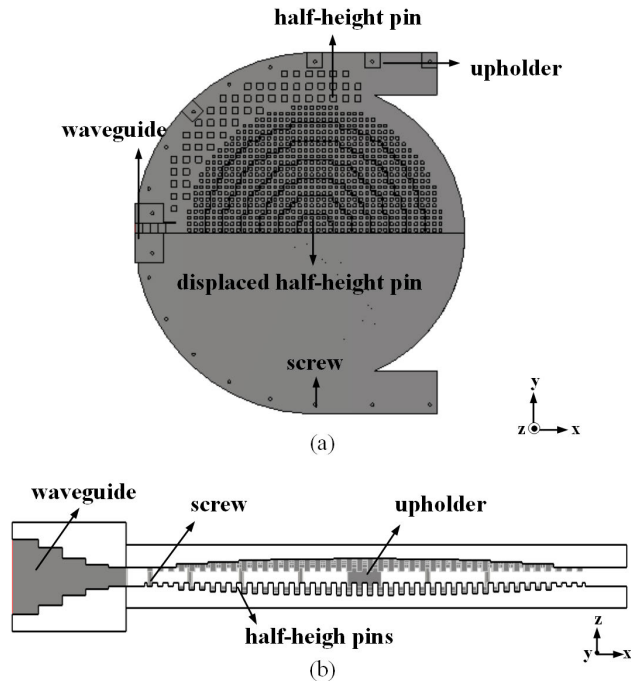 half-height pin
upholder
waveguide
displaced half-height pin
screw
y
z x
(a)
waveguide
screw
upholder
half-heigh pins
z
y x
(b)